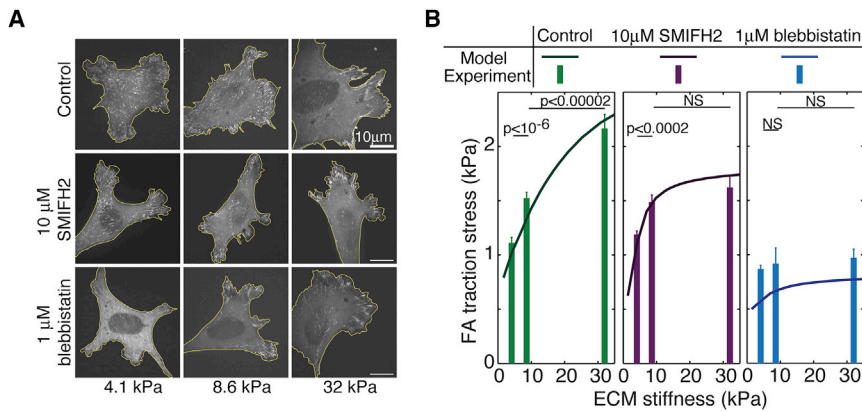 A
Control
10μm
10 μM
SMIFH2
1 μM
blebbistatin
4.1 kPa
8.6 kPa
32 kPa
B
Control
10μM SMIFH2
1μM blebbistatin
Model
Experiment
p<0.00002
NS
NS
p<10-6
p<0.0002
NS
FA traction stress (kPa)
2
1
0
0 10 20 30
0 10 20 30
0 10 20 30
ECM stiffness (kPa)